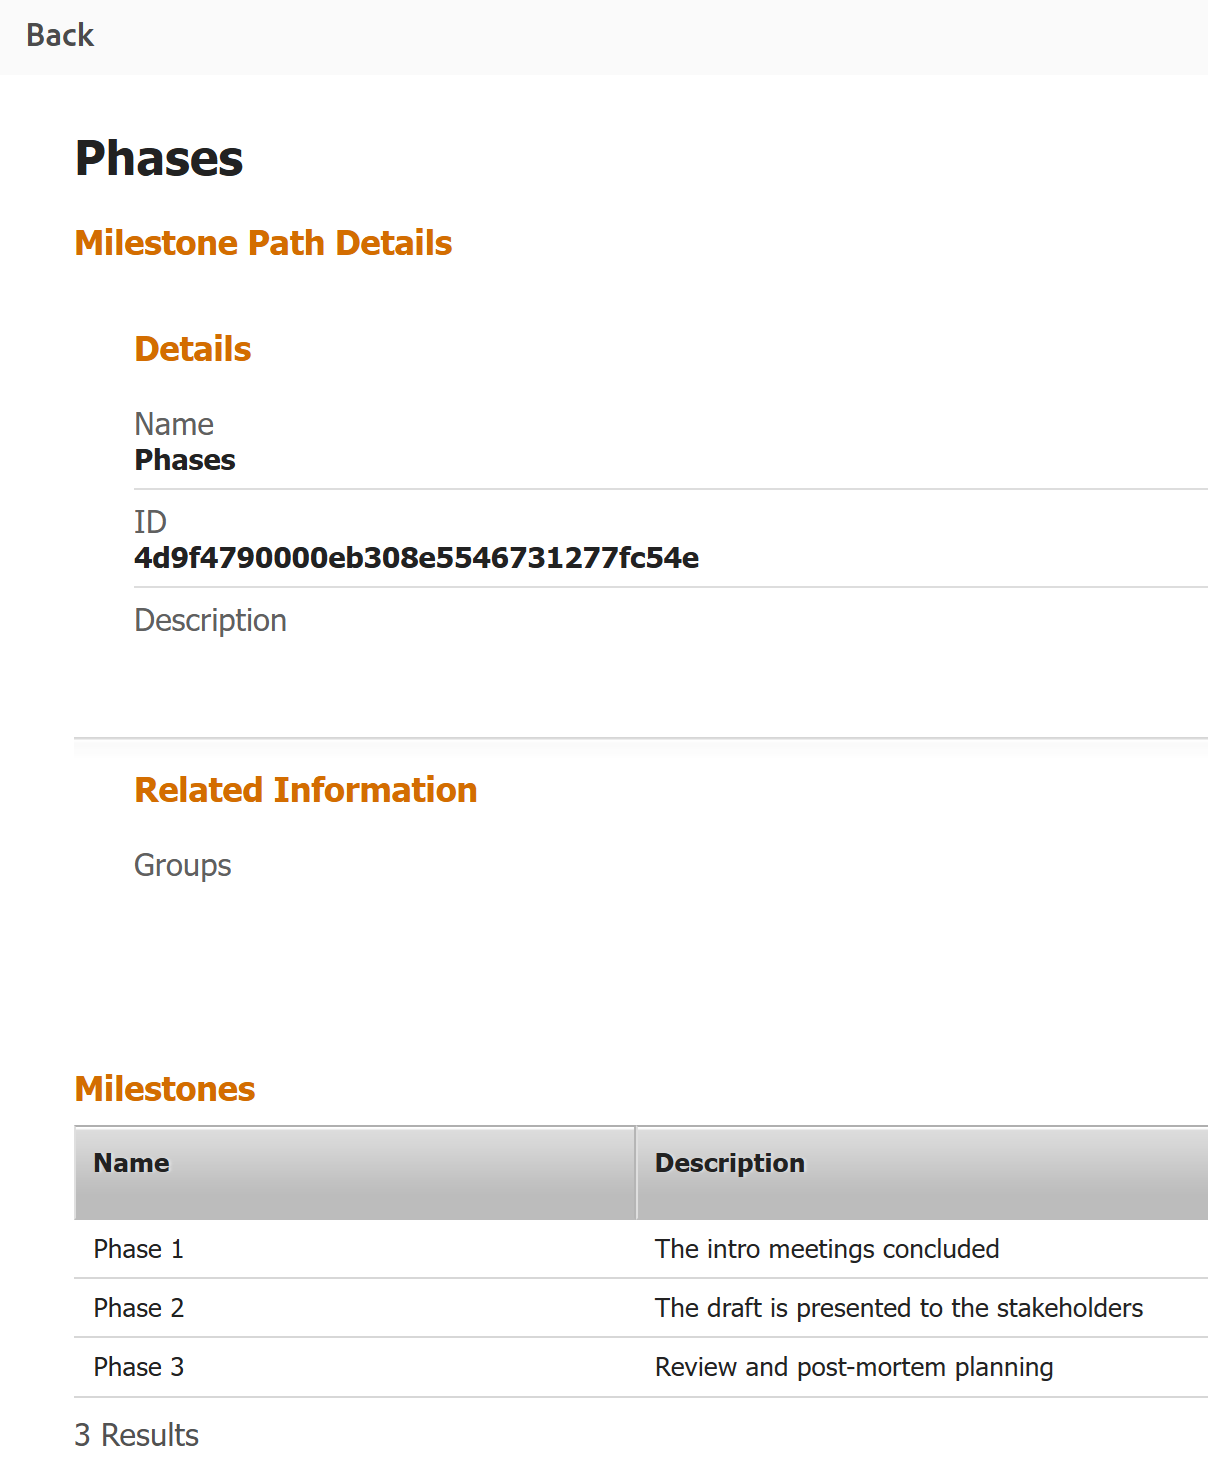 Back
Phases
Milestone Path Details
Details
Name
Phases
ID
4d9f4790000eb308e5546731277fc54e
Description
Related Information
Groups
Milestones
Name Description
Phase 1 The intro meetings concluded
Phase 2 The draft is presented to the stakeholders
Phase 3 Review and post-mortem planning
3 Results